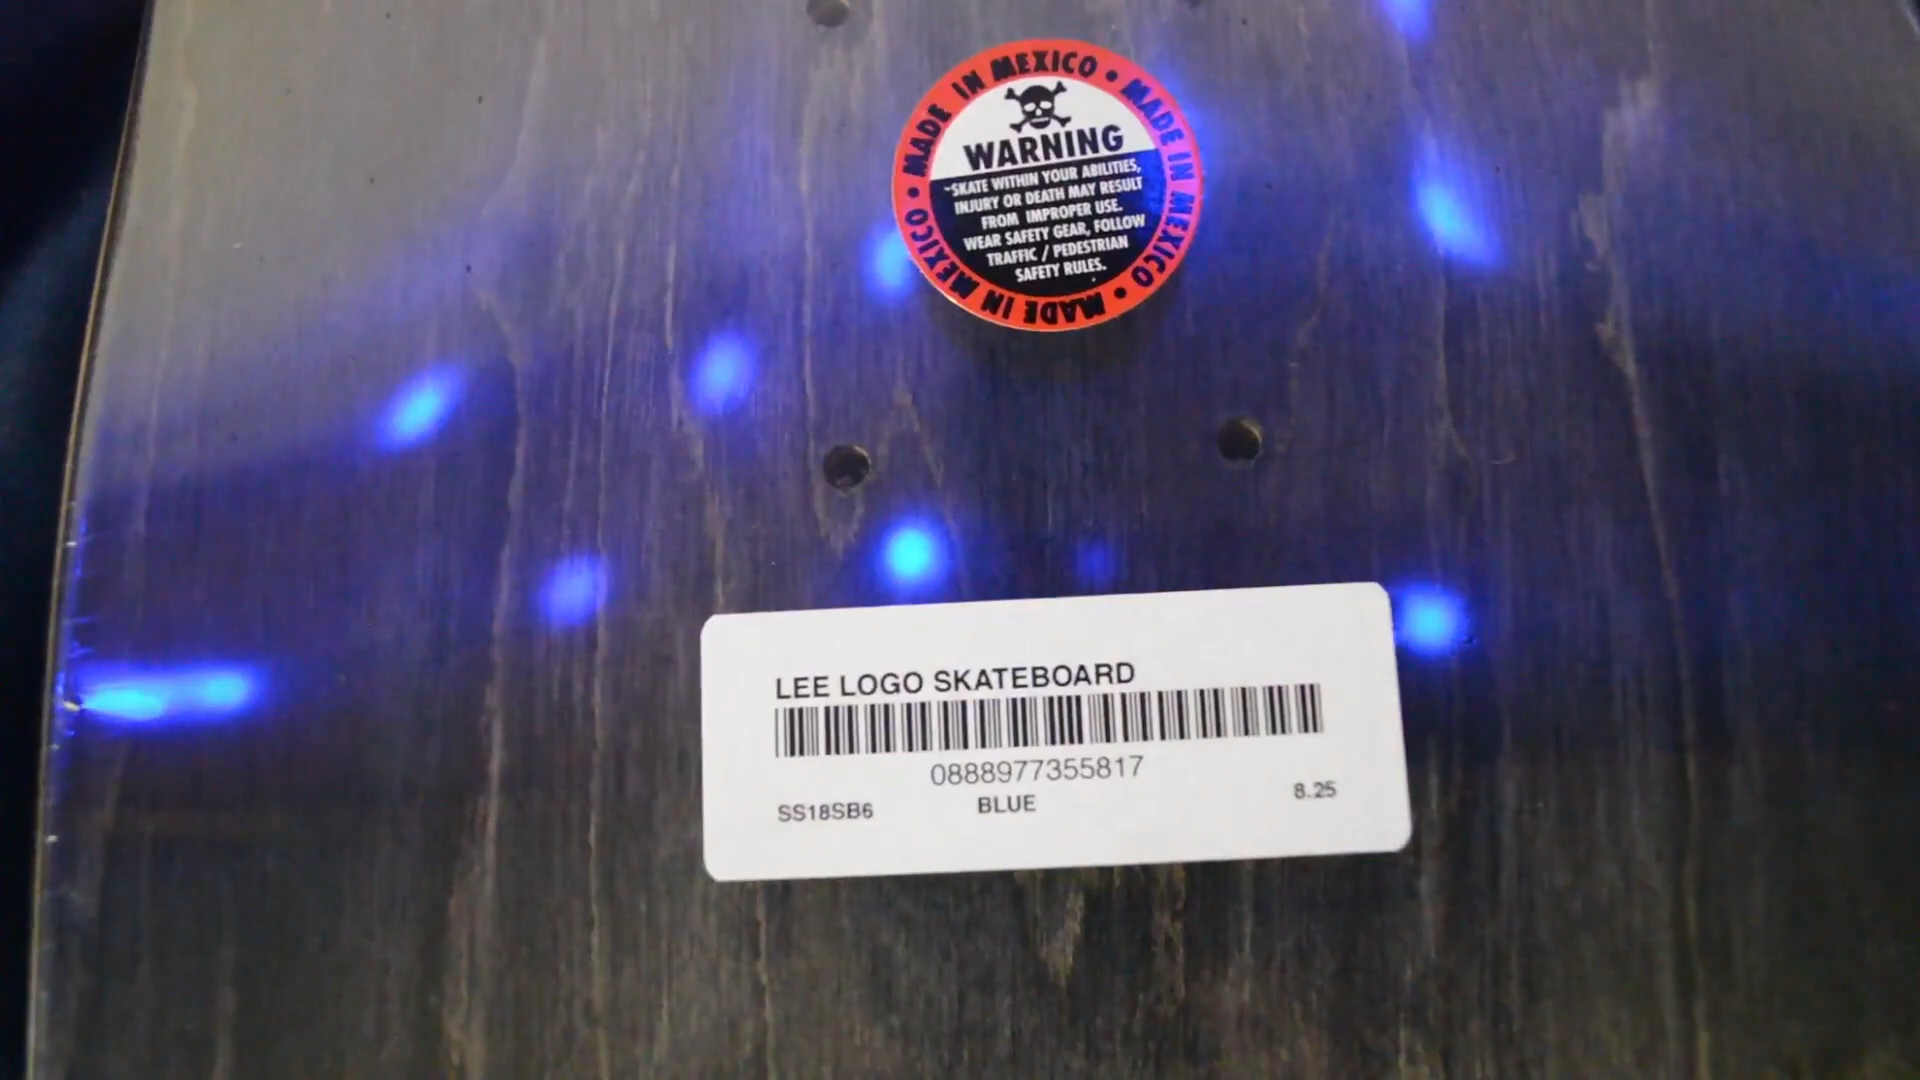 MADE IN MEXICO • MADE IN MEXICO • MADE IN MEXICO •
WARNING
-SKATE WITHIN YOUR ABILITIES,
INJURY OR DEATH MAY RESULT
FROM IMPROPER USE.
WEAR SAFETY GEAR, FOLLOW
TRAFFIC / PEDESTRIAN
SAFETY RULES.
LEE LOGO SKATEBOARD
0888977355817
SS18SB6 BLUE 8.25